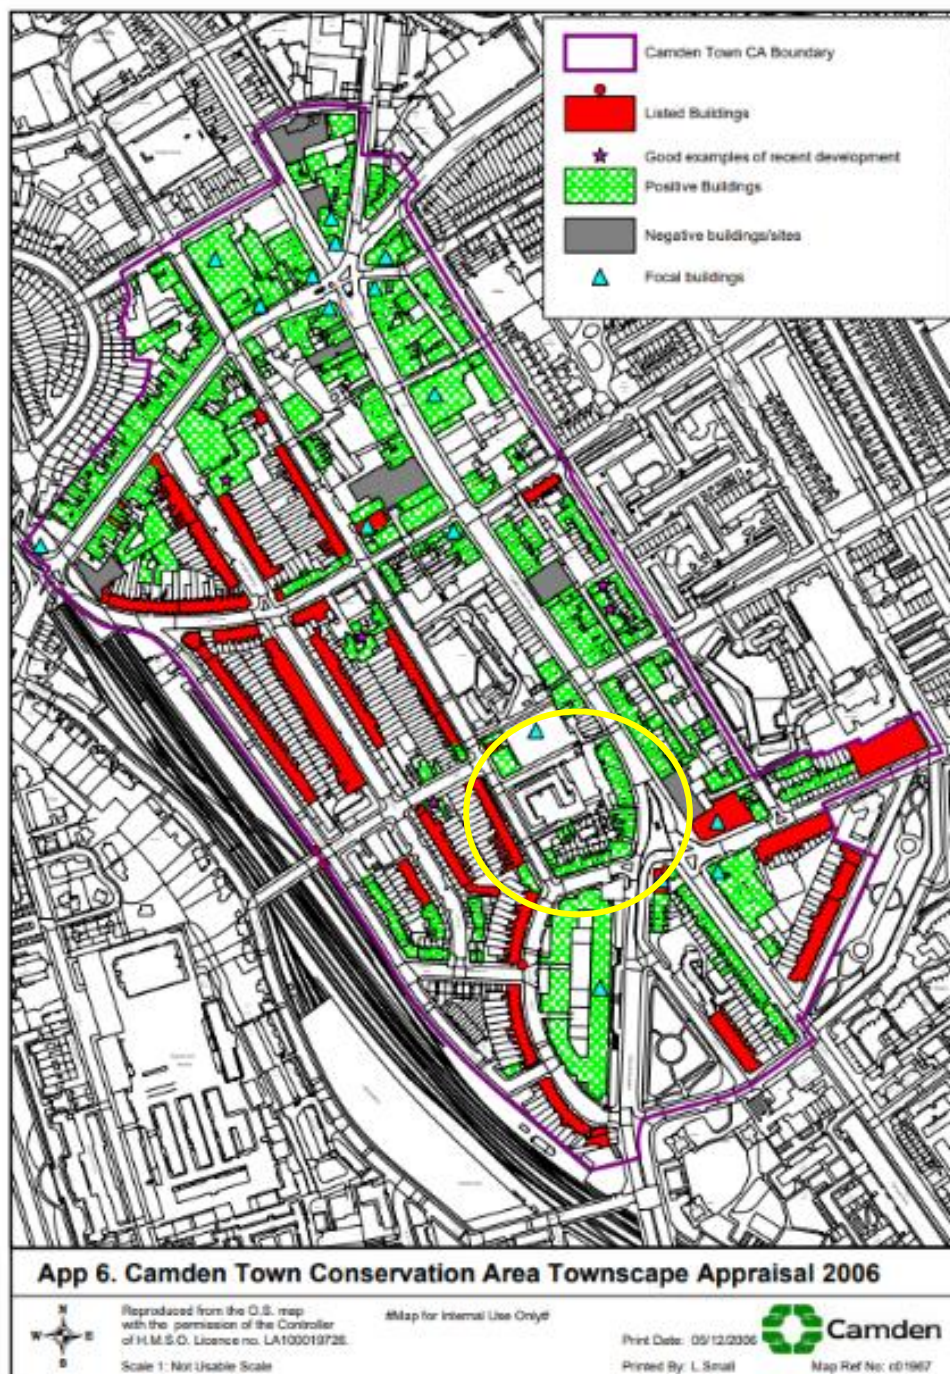 Camden Town CA Boundary
Listed Buildings
Good examples of recent development
Positive Buildings
Negative buildings/sites
Focal buildings
App 6. Camden Town Conservation Area Townscape Appraisal 2006
N
W E
S
Reproduced from the O.S. map
with the permission of the Controller
of H.M.S.O. Licence no. LA100019726.
Scale 1: Not Usable Scale
#Map for Internal Use Only#
Print Date: 05/12/2006
Printed By: L.Small
Camden
Map Ref No: c01967